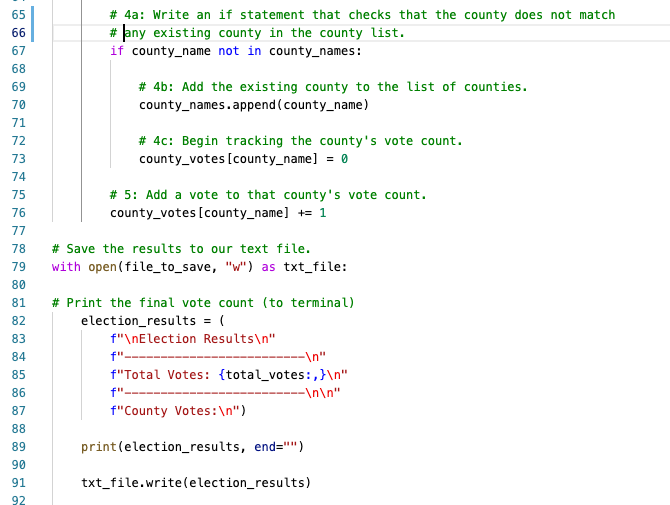 65 # 4a: Write an if statement that checks that the county does not match
66 # any existing county in the county list.
67 if county_name not in county_names:
68
69 # 4b: Add the existing county to the list of counties.
70 county_names.append(county_name)
71
72 # 4c: Begin tracking the county's vote count.
73 county_votes[county_name] = 0
74
75 # 5: Add a vote to that county's vote count.
76 county_votes[county_name] += 1
77
78 # Save the results to our text file.
79 with open(file_to_save, "w") as txt_file:
80
81 # Print the final vote count (to terminal)
82 election_results = (
83 f"\nElection Results\n"
84 f"-------------------------\n"
85 f"Total Votes: {total_votes:,}\n"
86 f"-------------------------\n\n"
87 f"County Votes:\n")
88
89 print(election_results, end="")
90
91 txt_file.write(election_results)
92